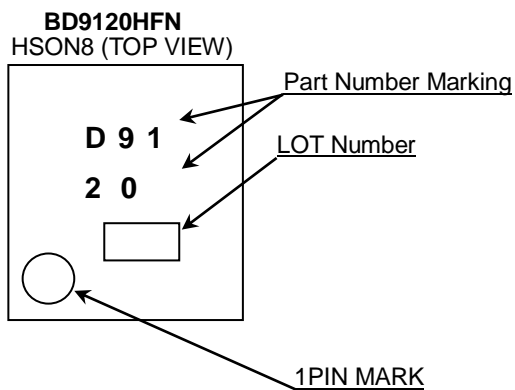 BD9120HFN
HSON8 (TOP VIEW)
Part Number Marking
D 9 1
LOT Number
2 0
1PIN MARK